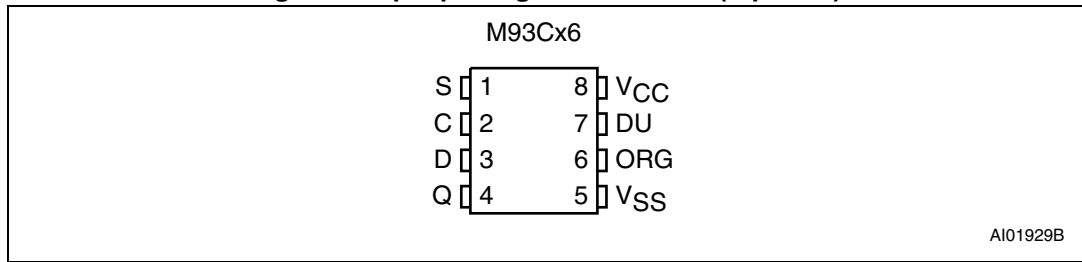 M93Cx6
S 1 8 VCC
C 2 7 DU
D 3 6 ORG
Q 4 5 VSS
AI01929B